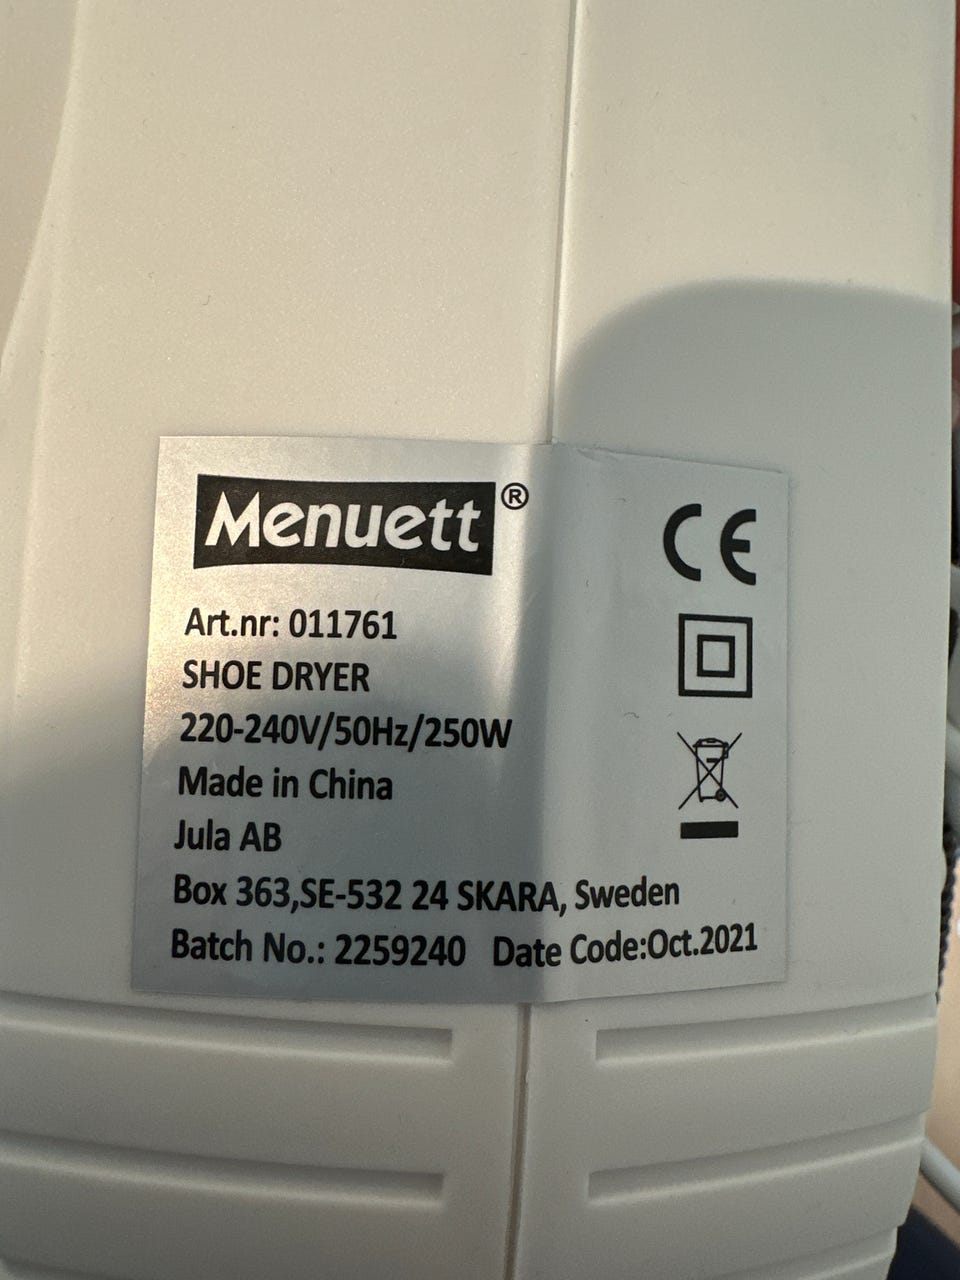 Menuett®
CE
Art.nr: 011761
SHOE DRYER
220-240V/50Hz/250W
Made in China
Jula AB
Box 363,SE-532 24 SKARA, Sweden
Batch No.: 2259240 Date Code:Oct.2021